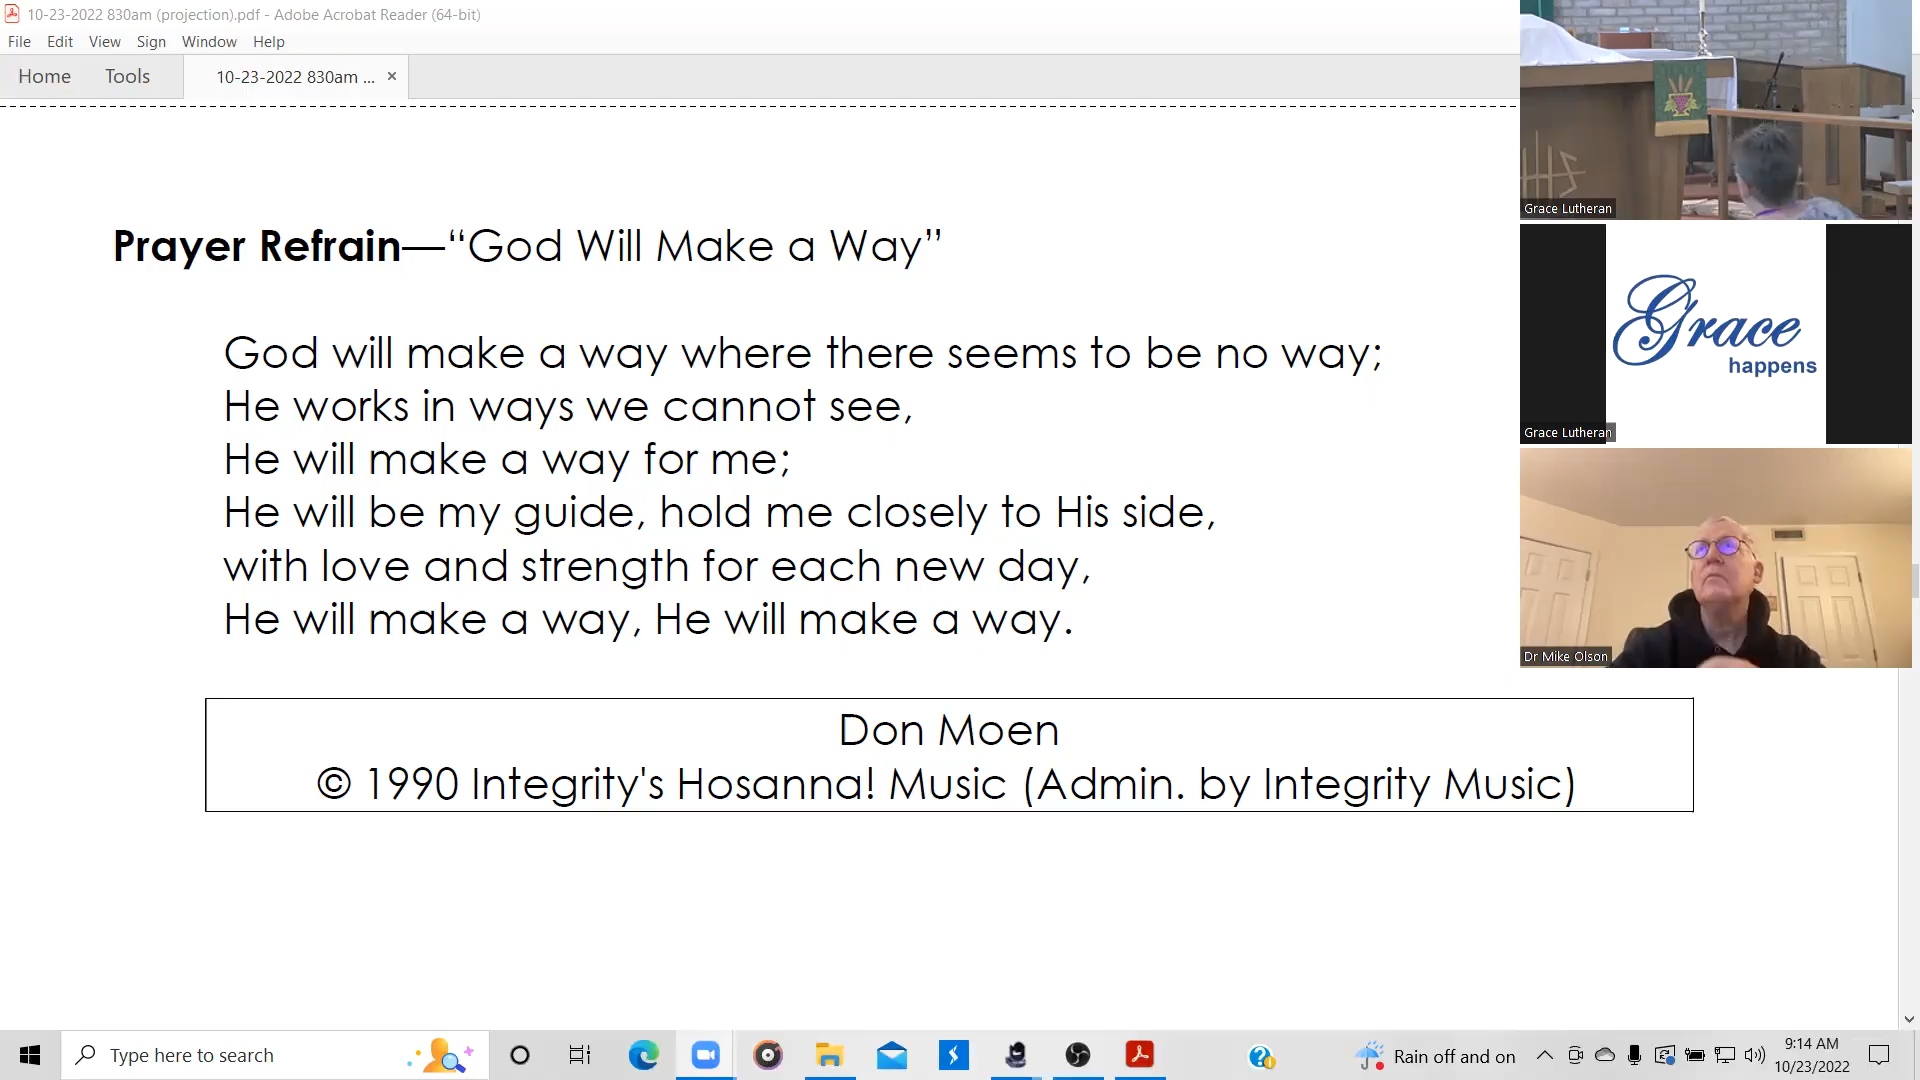 10-23-2022 830am (projection).pdf - Adobe Acrobat Reader (64-bit)
File Edit View Sign Window Help
Home Tools 10-23-2022 830am ... ×
Prayer Refrain—“God Will Make a Way”
God will make a way where there seems to be no way;
He works in ways we cannot see,
He will make a way for me;
He will be my guide, hold me closely to His side,
with love and strength for each new day,
He will make a way, He will make a way.
Don Moen
© 1990 Integrity's Hosanna! Music (Admin. by Integrity Music)
Grace Lutheran
Grace
happens
Grace Lutheran
Dr Mike Olson
Type here to search
Rain off and on
9:14 AM
10/23/2022